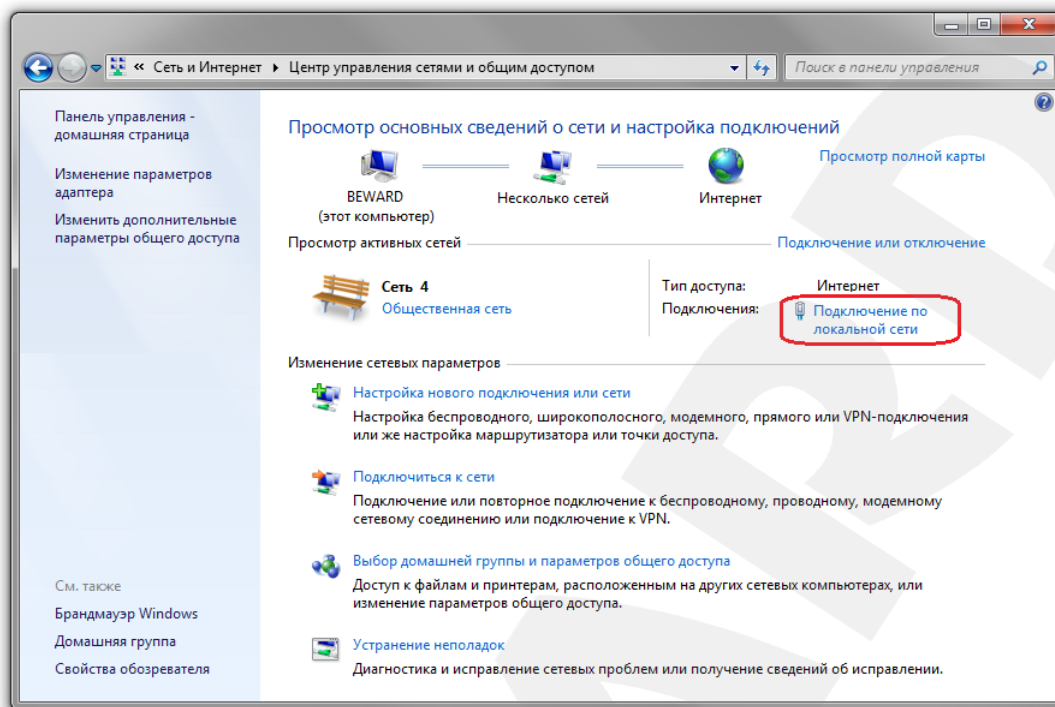 « Сеть и Интернет ▸ Центр управления сетями и общим доступом
Поиск в панели управления
Панель управления -
домашняя страница
Изменение параметров
адаптера
Изменить дополнительные
параметры общего доступа
Просмотр основных сведений о сети и настройка подключений
Просмотр полной карты
BEWARD
(этот компьютер)
Несколько сетей
Интернет
Просмотр активных сетей
Подключение или отключение
Сеть 4
Общественная сеть
Тип доступа: Интернет
Подключения: Подключение по
локальной сети
Изменение сетевых параметров
Настройка нового подключения или сети
Настройка беспроводного, широкополосного, модемного, прямого или VPN-подключения
или же настройка маршрутизатора или точки доступа.
Подключиться к сети
Подключение или повторное подключение к беспроводному, проводному, модемному
сетевому соединению или подключение к VPN.
Выбор домашней группы и параметров общего доступа
Доступ к файлам и принтерам, расположенным на других сетевых компьютерах, или
изменение параметров общего доступа.
Устранение неполадок
Диагностика и исправление сетевых проблем или получение сведений об исправлении.
См. также
Брандмауэр Windows
Домашняя группа
Свойства обозревателя
ARD